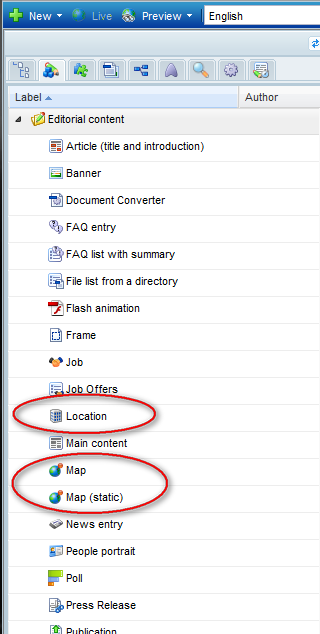 New Live Preview English
Label Author
Editorial content
Article (title and introduction)
Banner
Document Converter
FAQ entry
FAQ list with summary
File list from a directory
Flash animation
Frame
Job
Job Offers
Location
Main content
Map
Map (static)
News entry
People portrait
Poll
Press Release
Publication